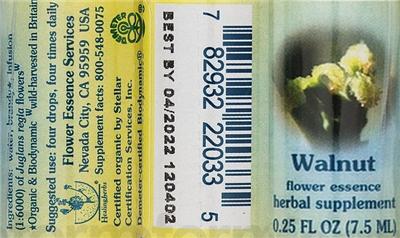 Ingredients: water, brandy★. Infusion
(1:6000) of Juglans regia flowers
★Organic & Biodynamic wild-harvested in Britain
Suggested use: four drops, four times daily
Flower Essence Services
Nevada City, CA 95959 USA
Supplement facts: 800-548-0075
Healingherbs
Certified organic by Stellar
Certification Services, Inc.
Demeter-certified Biodynamic®
demeter
BEST BY 04/2022 120402
7 82932 22033 5
Walnut
flower essence
herbal supplement
0.25 FL OZ (7.5 ML)